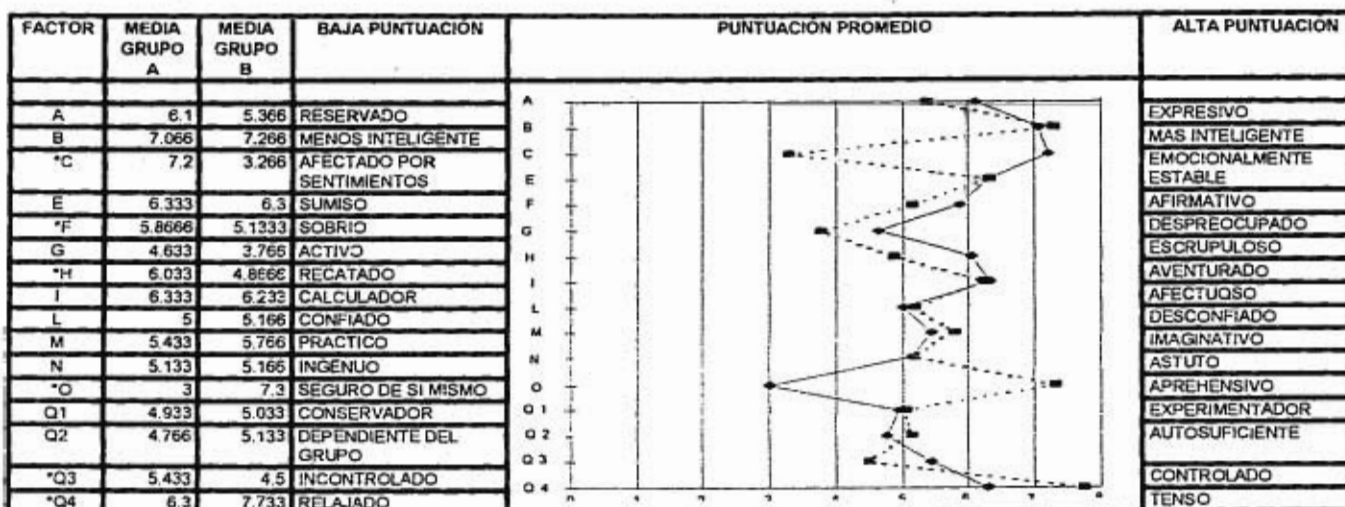 FACTOR MEDIA GRUPO A MEDIA GRUPO B BAJA PUNTUACIÓN PUNTUACIÓN PROMEDIO ALTA PUNTUACIÓN
A 6.1 5.366 RESERVADO A EXPRESIVO
B 7.066 7.266 MENOS INTELIGENTE B MAS INTELIGENTE
*C 7.2 3.266 AFECTADO POR SENTIMIENTOS C EMOCIONALMENTE ESTABLE
E 6.333 6.3 SUMISO E AFIRMATIVO
*F 5.8666 5.1333 SOBRIO F DESPREOCUPADO
G 4.633 3.766 ACTIVO G ESCRUPULOSO
*H 6.033 4.8666 RECATADO H AVENTURADO
I 6.333 6.233 CALCULADOR I AFECTUOSO
L 5 5.166 CONFIADO L DESCONFIADO
M 5.433 5.766 PRACTICO M IMAGINATIVO
N 5.133 5.166 INGENUO N ASTUTO
*O 3 7.3 SEGURO DE SI MISMO O APREHENSIVO
Q1 4.933 5.033 CONSERVADOR Q1 EXPERIMENTADOR
Q2 4.766 5.133 DEPENDIENTE DEL GRUPO Q2 AUTOSUFICIENTE
*Q3 5.433 4.5 INCONTROLADO Q3 CONTROLADO
*Q4 6.3 7.733 RELAJADO Q4 TENSO